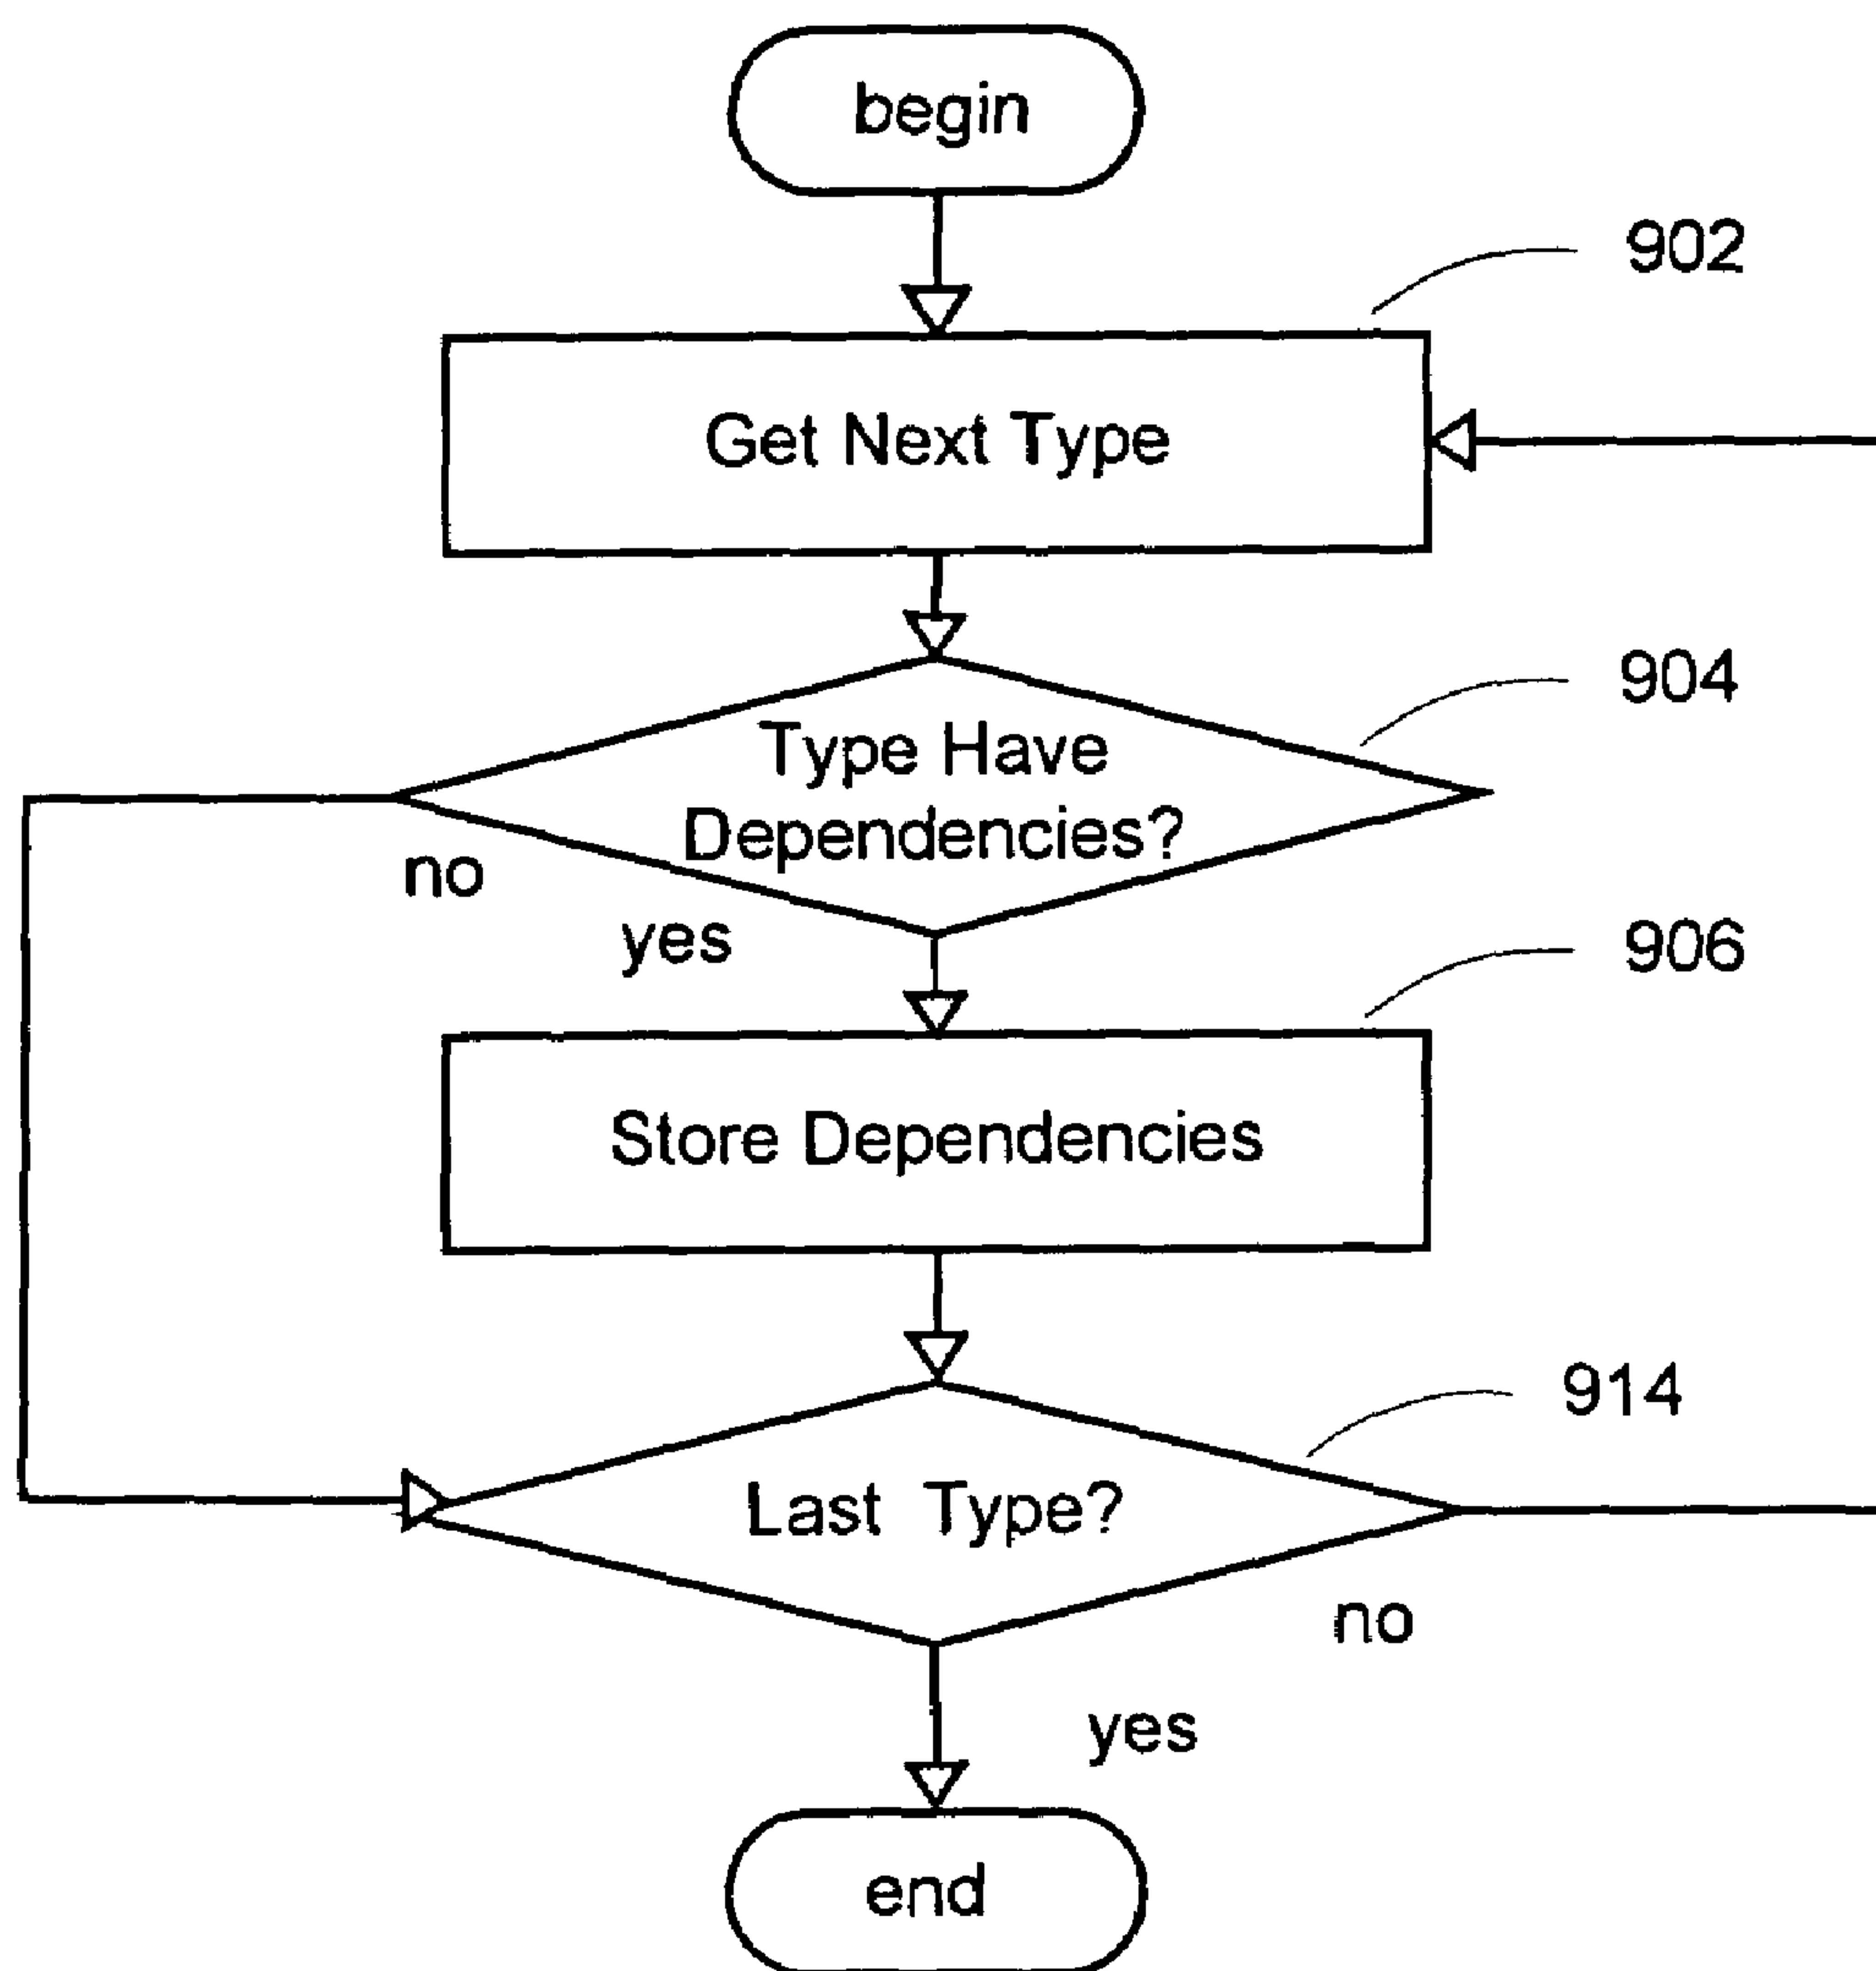 begin
902
Get Next Type
904
Type Have
Dependencies?
no
yes
906
Store Dependencies
914
Last Type?
no
yes
end